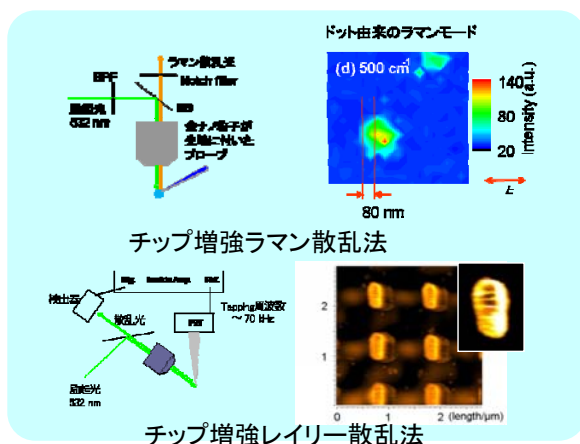 ドット由来のラマンモード
ラマン散乱光
Notch filter
BPF
532 nm
金ナノ粒子が
先端に付いた
プローブ
(d) 500 cm⁻¹
140
80
20
Intensity (a.u.)
E
80 nm
チップ増強ラマン散乱法
検出器
散乱光
Tapping周波数
～70 kHz
励起光
532 nm
2
1
0
1
2 (length/μm)
チップ増強レイリー散乱法